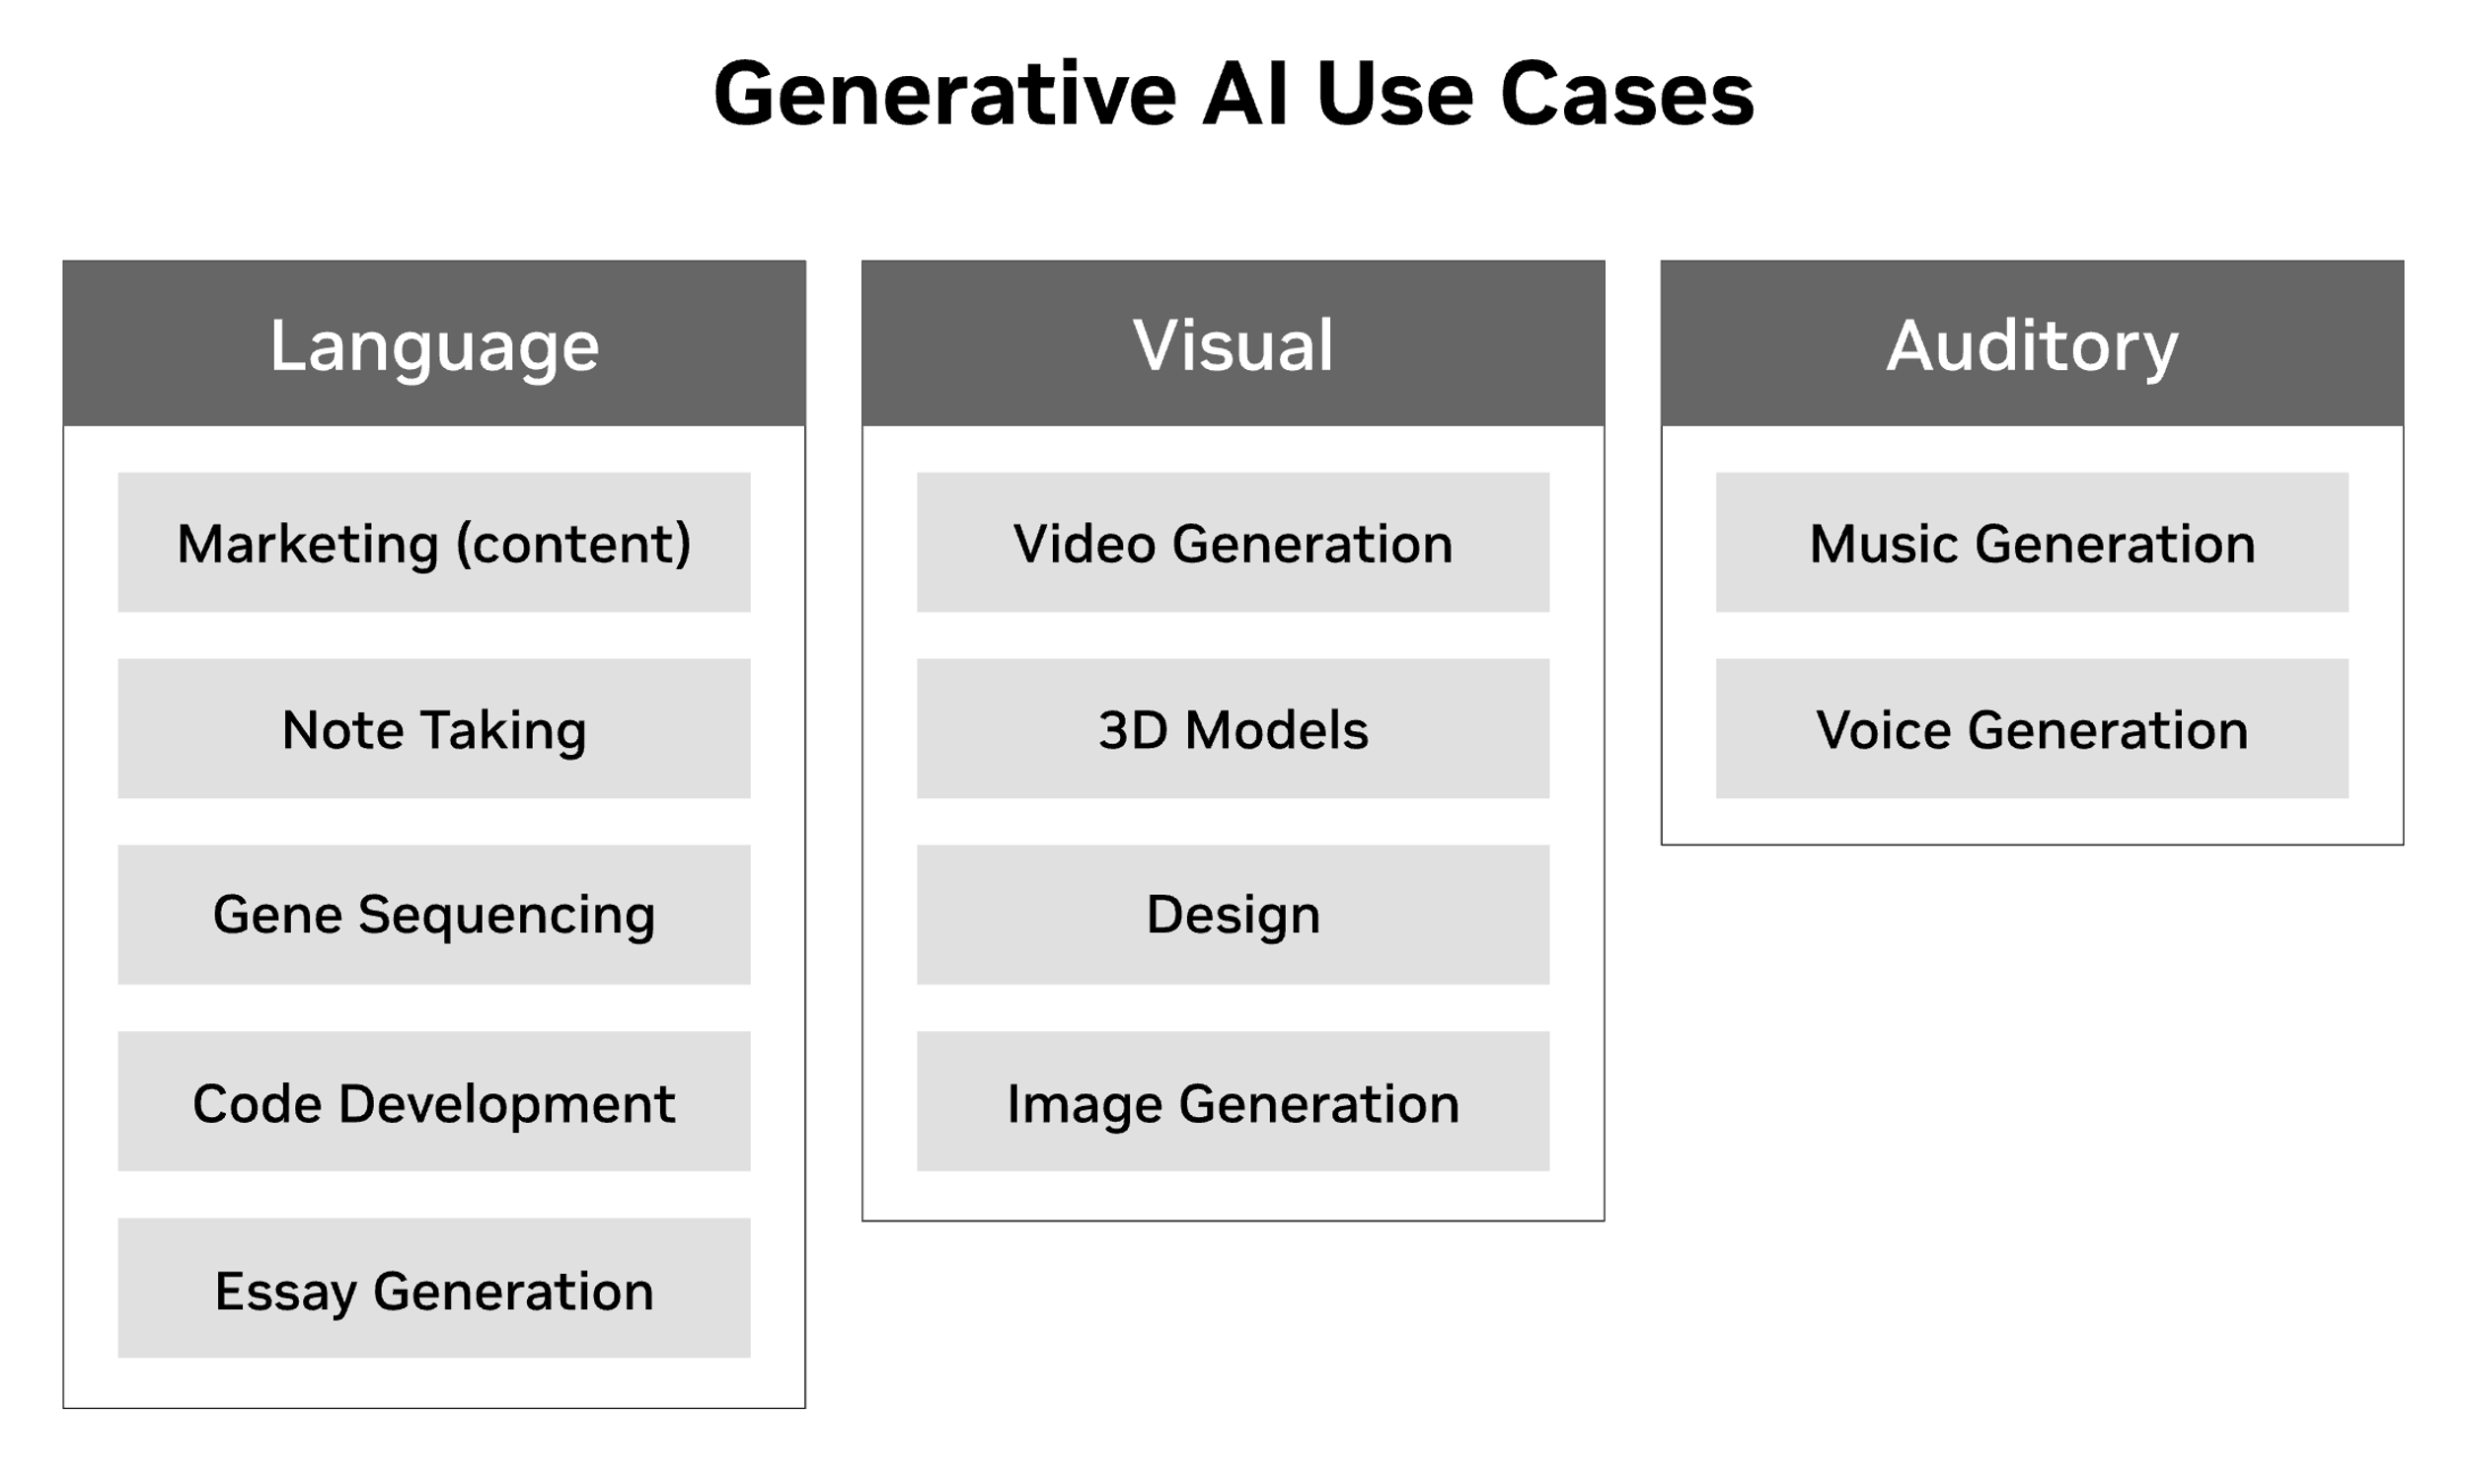 Generative AI Use Cases
Language
Marketing (content)
Note Taking
Gene Sequencing
Code Development
Essay Generation
Visual
Video Generation
3D Models
Design
Image Generation
Auditory
Music Generation
Voice Generation